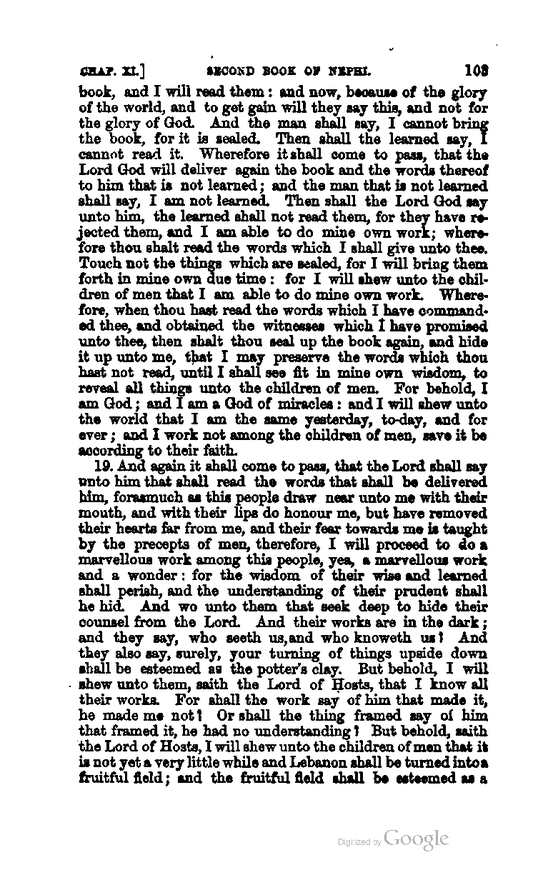 CHAP. XI.] SECOND BOOK OF NEPHI. 103
book, and I will read them: and now, because of the glory
of the world, and to get gain will they say this, and not for
the glory of God. And the man shall say, I cannot bring
the book, for it is sealed. Then shall the learned say, I
cannot read it. Wherefore it shall come to pass, that the
Lord God will deliver again the book and the words thereof
to him that is not learned; and the man that is not learned
shall say, I am not learned. Then shall the Lord God say
unto him, the learned shall not read them, for they have re-
jected them, and I am able to do mine own work; where-
fore thou shalt read the words which I shall give unto thee.
Touch not the things which are sealed, for I will bring them
forth in mine own due time: for I will shew unto the chil-
dren of men that I am able to do mine own work. Where-
fore, when thou hast read the words which I have command-
ed thee, and obtained the witnesses which I have promised
unto thee, then shalt thou seal up the book again, and hide
it up unto me, that I may preserve the words which thou
hast not read, until I shall see fit in mine own wisdom, to
reveal all things unto the children of men. For behold, I
am God; and I am a God of miracles: and I will shew unto
the world that I am the same yesterday, to-day, and for
ever; and I work not among the children of men, save it be
according to their faith.
19. And again it shall come to pass, that the Lord shall say
unto him that shall read the words that shall be delivered
him, forasmuch as this people draw near unto me with their
mouth, and with their lips do honour me, but have removed
their hearts far from me, and their fear towards me is taught
by the precepts of men, therefore, I will proceed to do a
marvellous work among this people, yea, a marvellous work
and a wonder: for the wisdom of their wise and learned
shall perish, and the understanding of their prudent shall
be hid. And wo unto them that seek deep to hide their
counsel from the Lord. And their works are in the dark;
and they say, who seeth us, and who knoweth us? And
they also say, surely, your turning of things upside down
shall be esteemed as the potter's clay. But behold, I will
shew unto them, saith the Lord of Hosts, that I know all
their works. For shall the work say of him that made it,
he made me not? Or shall the thing framed say of him
that framed it, he had no understanding? But behold, saith
the Lord of Hosts, I will shew unto the children of men that it
is not yet a very little while and Lebanon shall be turned into a
fruitful field; and the fruitful field shall be esteemed as a
Digitized by Google